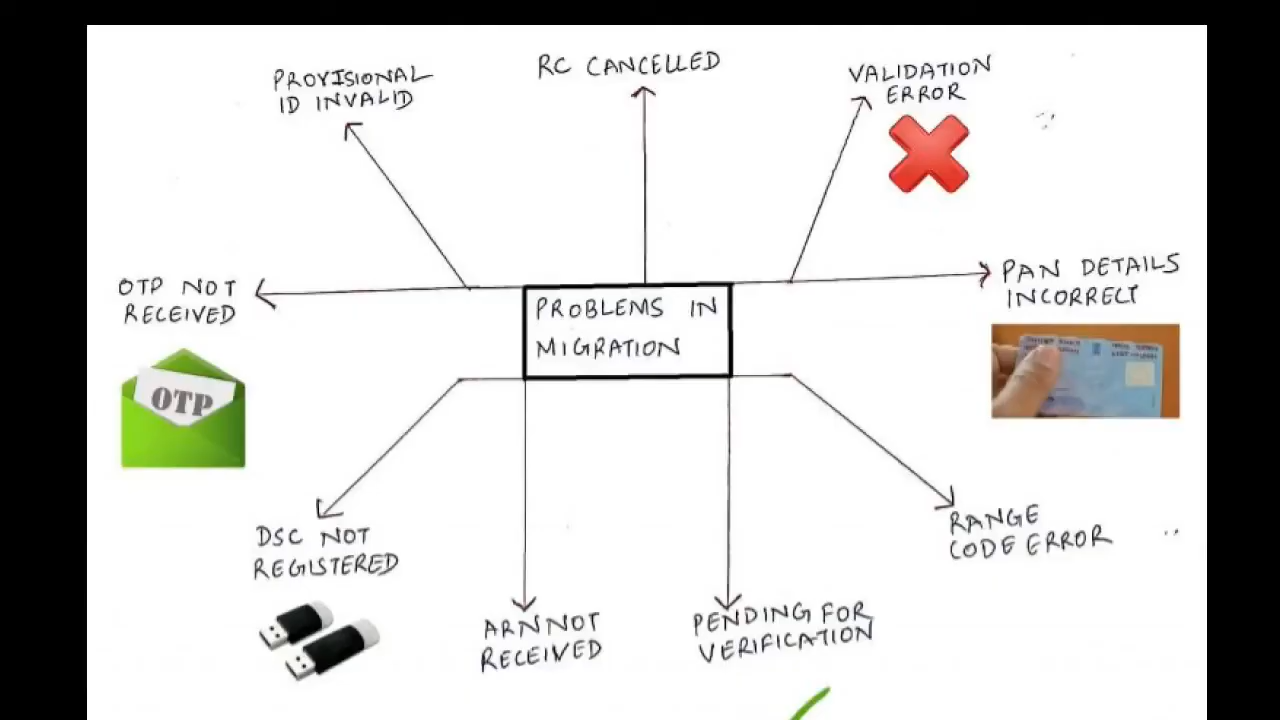 PROVISIONAL
ID INVALID
RC CANCELLED
VALIDATION
ERROR
OTP NOT
RECEIVED
PROBLEMS IN
MIGRATION
PAN DETAILS
INCORRECT
OTP
DSC NOT
REGISTERED
RANGE
CODE ERROR
ARN NOT
RECEIVED
PENDING FOR
VERIFICATION